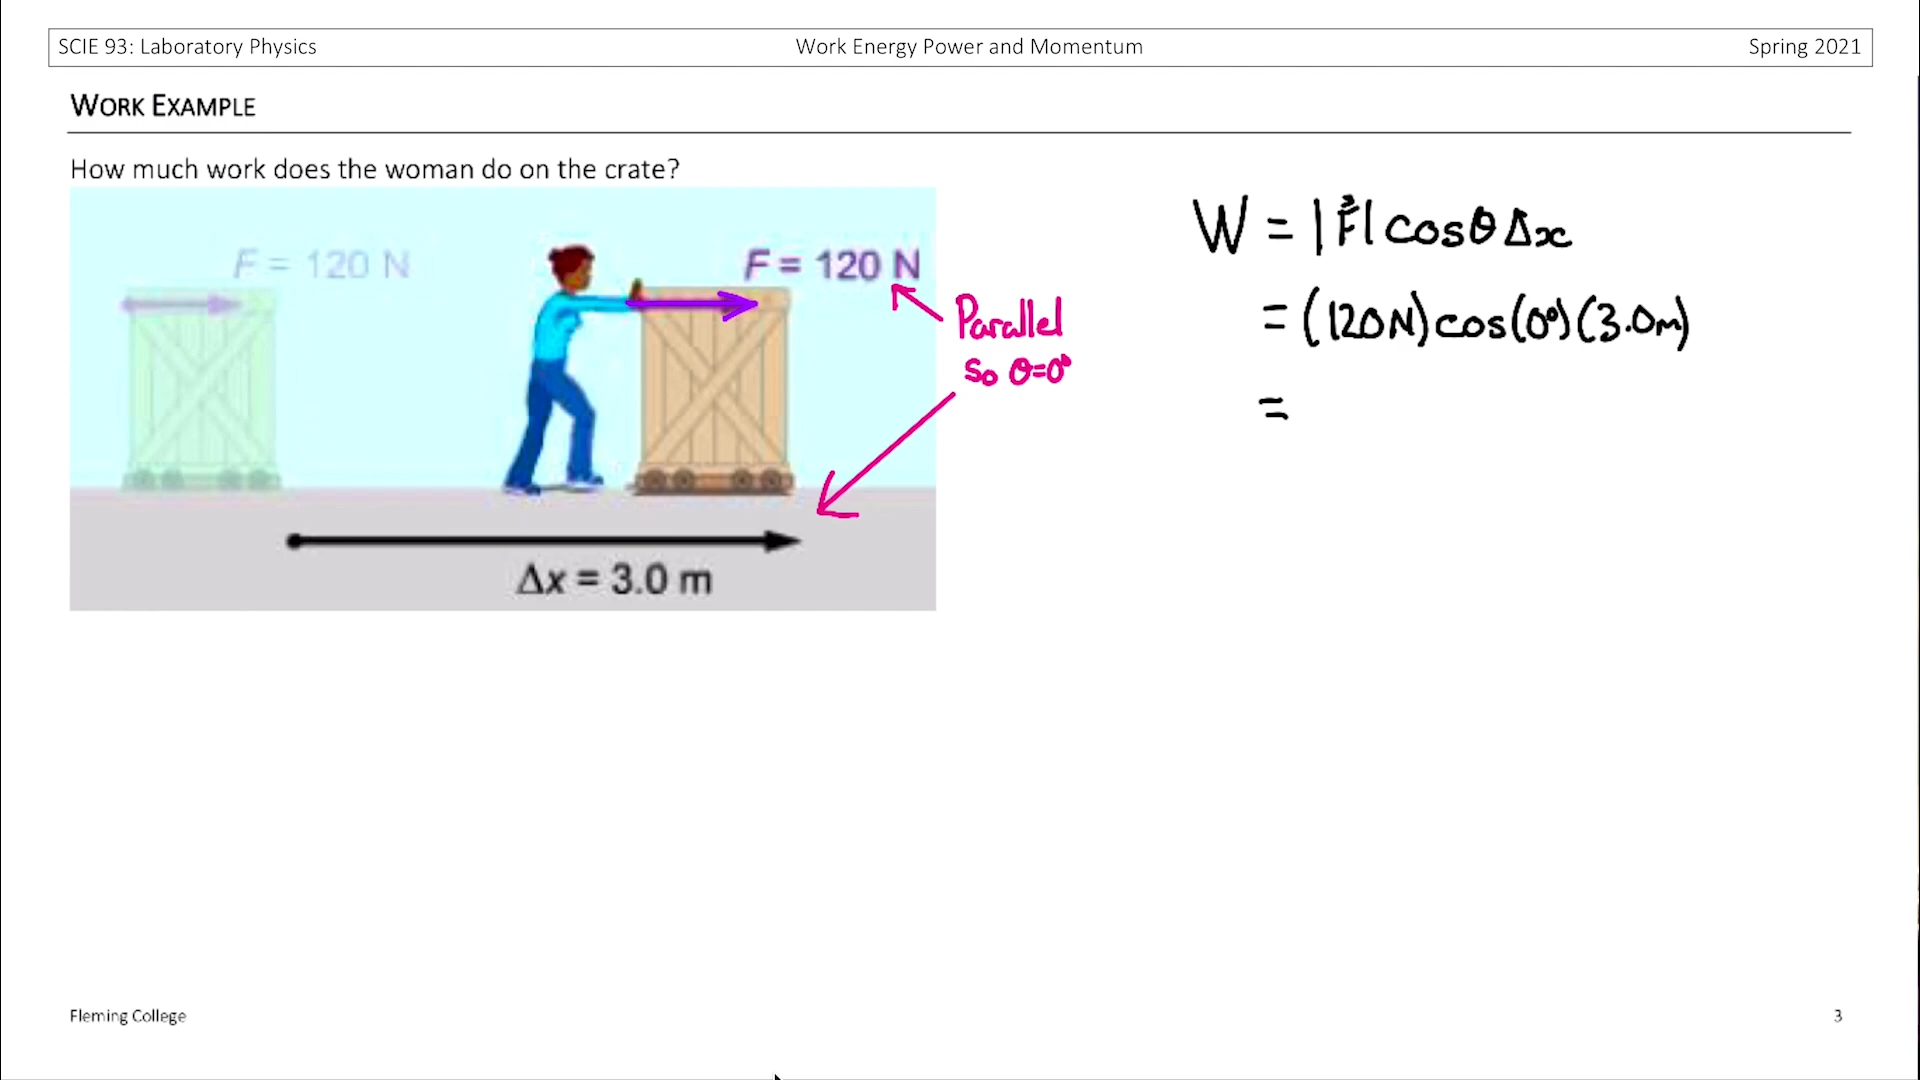 SCIE 93: Laboratory Physics Work Energy Power and Momentum Spring 2021
WORK EXAMPLE
How much work does the woman do on the crate?
F = 120 N
F = 120 N
Δx = 3.0 m
Parallel
so θ=0°
W = |F⃗|cosθΔx
= (120N)cos(0°)(3.0m)
=
Fleming College 3